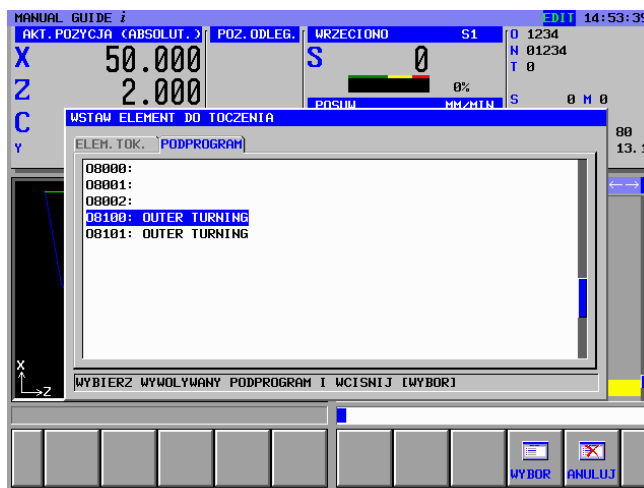 MANUAL GUIDE i EDIT 14:53:39
AKT.POZYCJA (ABSOLUT.) POZ.ODLEG. WRZECIONO S1 O 1234
X 50.000 S 0 N 01234
T 0
Z 2.000 0% S 0 M 0
POSUW MM/MIN
C WSTAW ELEMENT DO TOCZENIA 80
Y ELEM.TOK. PODPROGRAM 13.1
O8000:
O8001:
O8002:
O8100: OUTER TURNING
O8101: OUTER TURNING
X
Z
WYBIERZ WYWOLYWANY PODPROGRAM I WCISNIJ [WYBOR]
WYBOR ANULUJ